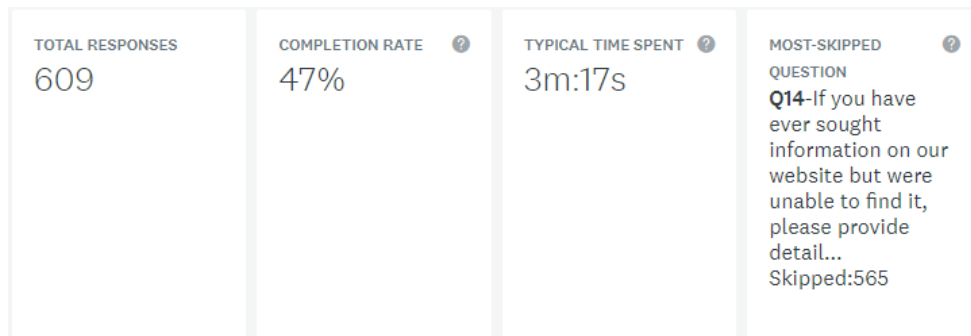 TOTAL RESPONSES
609
COMPLETION RATE
47%
TYPICAL TIME SPENT
3m:17s
MOST-SKIPPED
QUESTION
Q14-If you have
ever sought
information on our
website but were
unable to find it,
please provide
detail...
Skipped:565